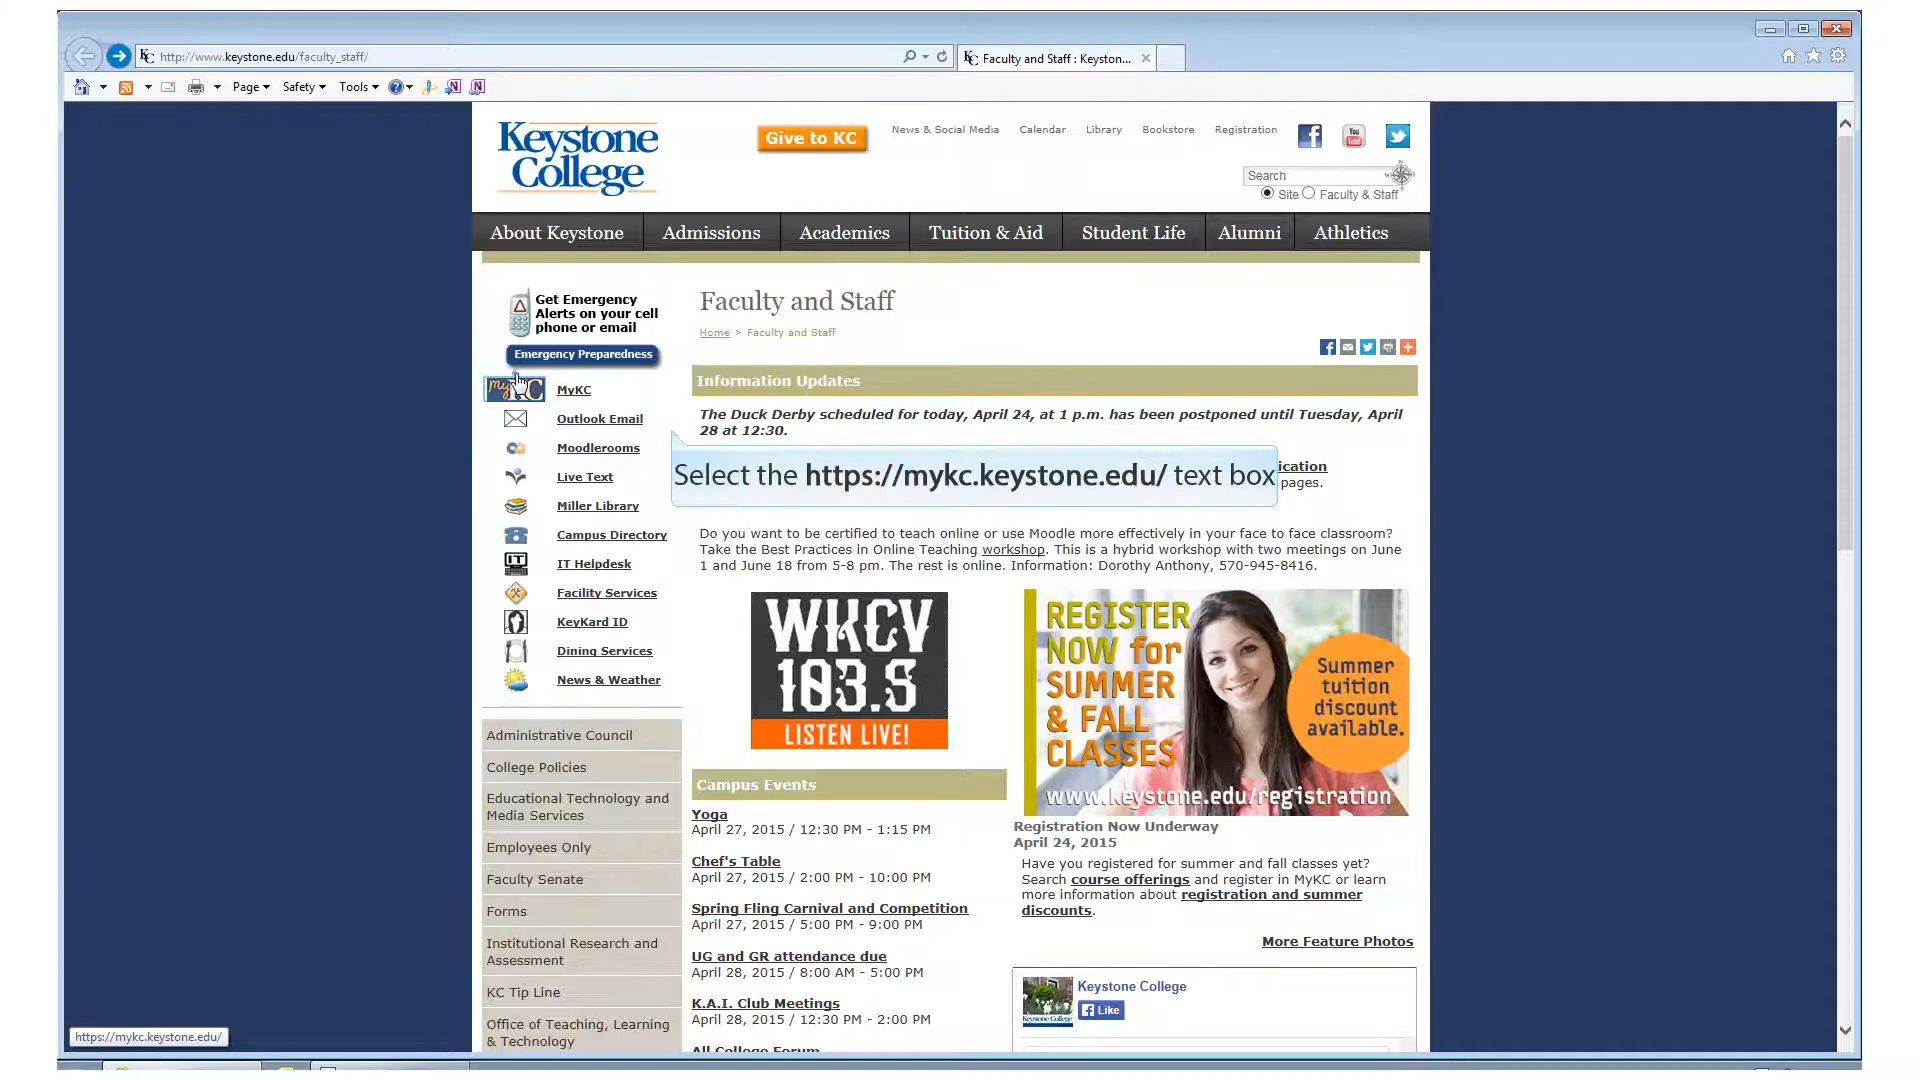 http://www.keystone.edu/faculty_staff/
Faculty and Staff : Keyston...
Page
Safety
Tools
Keystone
College
Give to KC
News & Social Media
Calendar
Library
Bookstore
Registration
You
Tube
Search
Site
Faculty & Staff
About Keystone
Admissions
Academics
Tuition & Aid
Student Life
Alumni
Athletics
Get Emergency
Alerts on your cell
phone or email
Emergency Preparedness
MyKC
Outlook Email
Moodlerooms
Live Text
Miller Library
Campus Directory
IT
IT Helpdesk
Facility Services
KeyKard ID
Dining Services
News & Weather
Administrative Council
College Policies
Educational Technology and
Media Services
Employees Only
Faculty Senate
Forms
Institutional Research and
Assessment
KC Tip Line
Office of Teaching, Learning
& Technology
Faculty and Staff
Home > Faculty and Staff
Information Updates
The Duck Derby scheduled for today, April 24, at 1 p.m. has been postponed until Tuesday, April
28 at 12:30.
Select the https://mykc.keystone.edu/ text box
ication
pages.
Do you want to be certified to teach online or use Moodle more effectively in your face to face classroom?
Take the Best Practices in Online Teaching workshop. This is a hybrid workshop with two meetings on June
1 and June 18 from 5-8 pm. The rest is online. Information: Dorothy Anthony, 570-945-8416.
WKCV
103.5
LISTEN LIVE!
REGISTER
NOW for
SUMMER
& FALL
CLASSES
Summer
tuition
discount
available.
www.keystone.edu/registration
Campus Events
Yoga
April 27, 2015 / 12:30 PM - 1:15 PM
Chef's Table
April 27, 2015 / 2:00 PM - 10:00 PM
Spring Fling Carnival and Competition
April 27, 2015 / 5:00 PM - 9:00 PM
UG and GR attendance due
April 28, 2015 / 8:00 AM - 5:00 PM
K.A.I. Club Meetings
April 28, 2015 / 12:30 PM - 2:00 PM
All College Forum
Registration Now Underway
April 24, 2015
Have you registered for summer and fall classes yet?
Search course offerings and register in MyKC or learn
more information about registration and summer
discounts.
More Feature Photos
Keystone College
Keystone College
Like
https://mykc.keystone.edu/